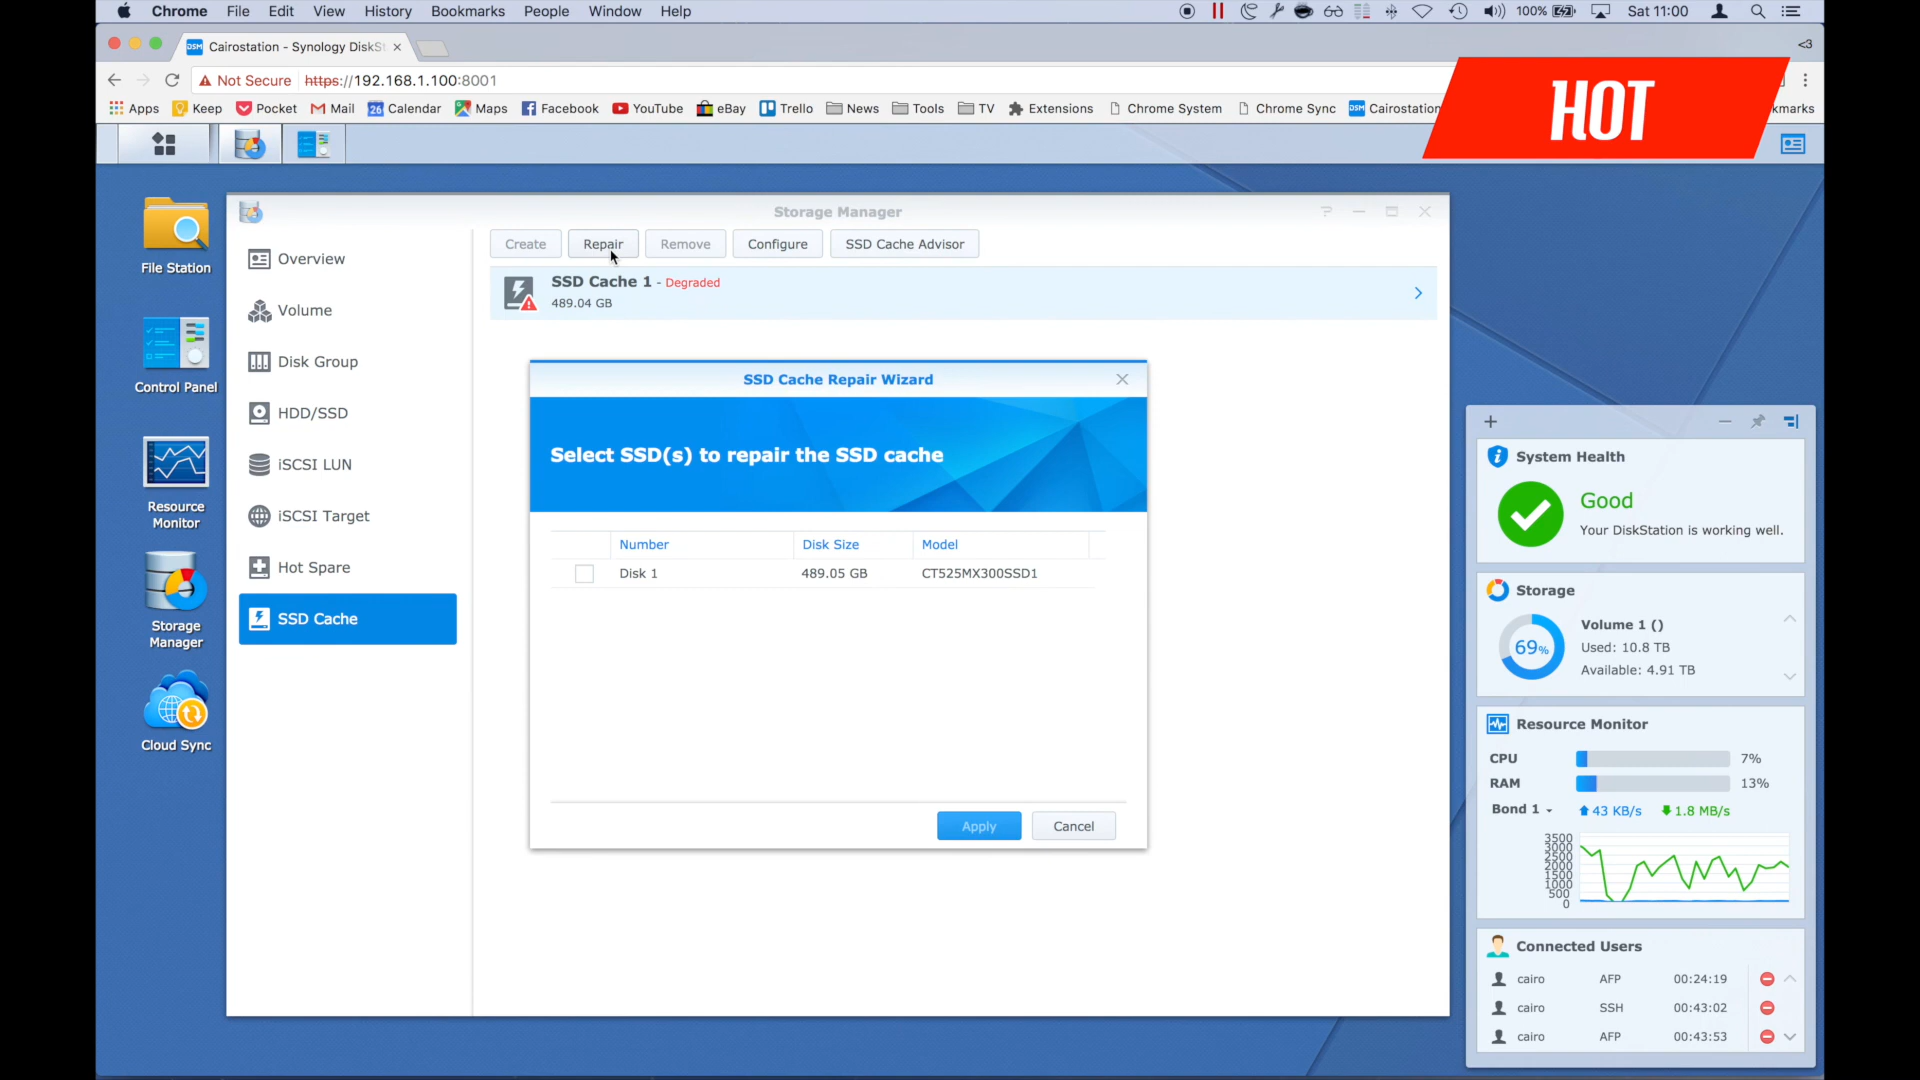 Chrome File Edit View History Bookmarks People Window Help
100% Sat 11:00
DSM Cairostation - Synology DiskSt
<3
Not Secure https://192.168.1.100:8001
Apps Keep Pocket Mail 26 Calendar Maps Facebook YouTube eBay Trello News Tools TV Extensions Chrome System Chrome Sync DSM Cairostation
marks
HOT
File Station
Control Panel
Resource
Monitor
Storage
Manager
Cloud Sync
Storage Manager
Overview
Volume
Disk Group
HDD/SSD
iSCSI LUN
iSCSI Target
Hot Spare
SSD Cache
Create Repair Remove Configure SSD Cache Advisor
SSD Cache 1 - Degraded
489.04 GB
SSD Cache Repair Wizard
Select SSD(s) to repair the SSD cache
Number Disk Size Model
Disk 1 489.05 GB CT525MX300SSD1
Apply Cancel
System Health
Good
Your DiskStation is working well.
Storage
69%
Volume 1 ()
Used: 10.8 TB
Available: 4.91 TB
Resource Monitor
CPU 7%
RAM 13%
Bond 1 43 KB/s 1.8 MB/s
3500
3000
2500
2000
1500
1000
500
0
Connected Users
cairo AFP 00:24:19
cairo SSH 00:43:02
cairo AFP 00:43:53